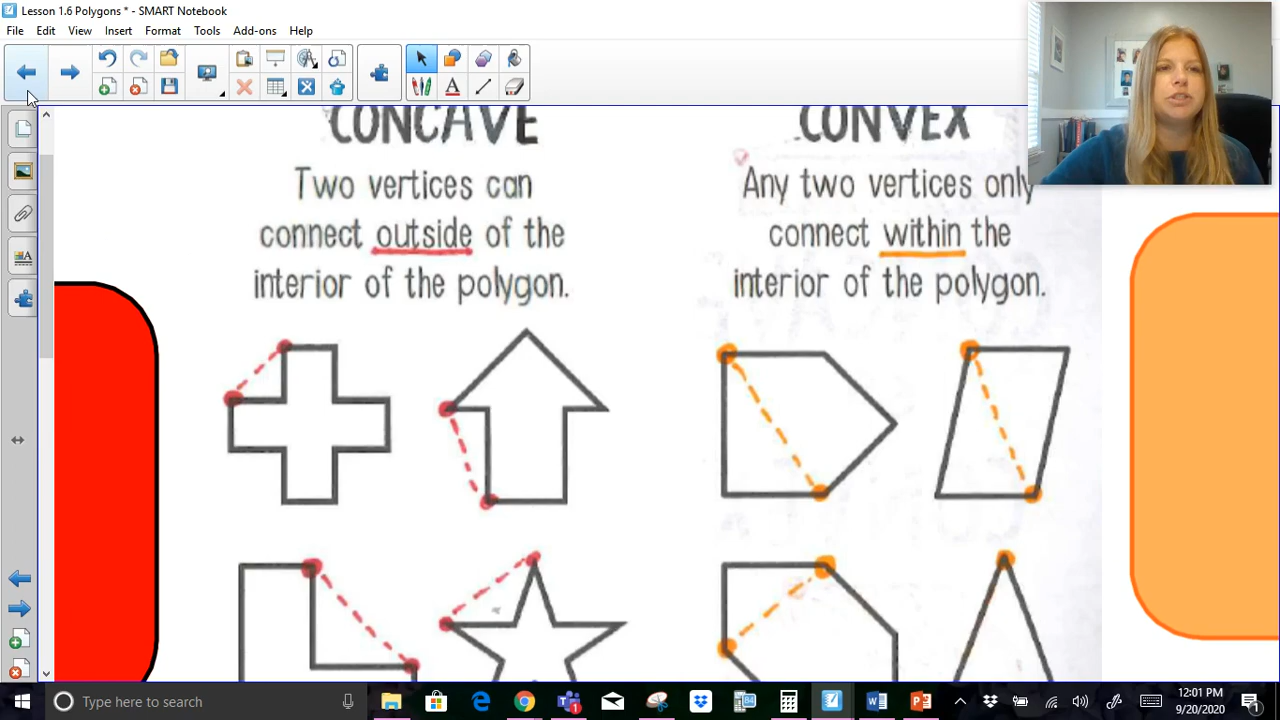 Lesson 1.6 Polygons * - SMART Notebook
File Edit View Insert Format Tools Add-ons Help
CONCAVE
Two vertices can
connect outside of the
interior of the polygon.
CONVEX
Any two vertices only
connect within the
interior of the polygon.
Type here to search
12:01 PM
9/20/2020